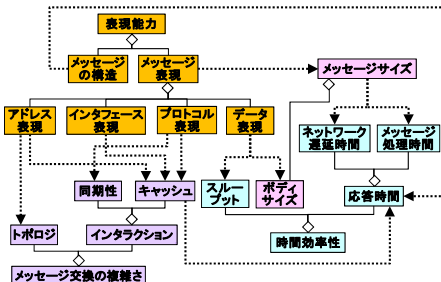 表現能力
メッセージ
の構造
メッセージ
表現
メッセージサイズ
アドレス
表現
インタフェース
表現
プロトコル
表現
データ
表現
ネットワーク
遅延時間
メッセージ
処理時間
同期性
キャッシュ
スルー
プット
ボディ
サイズ
応答時間
トポロジ
インタラクション
時間効率性
メッセージ交換の複雑さ